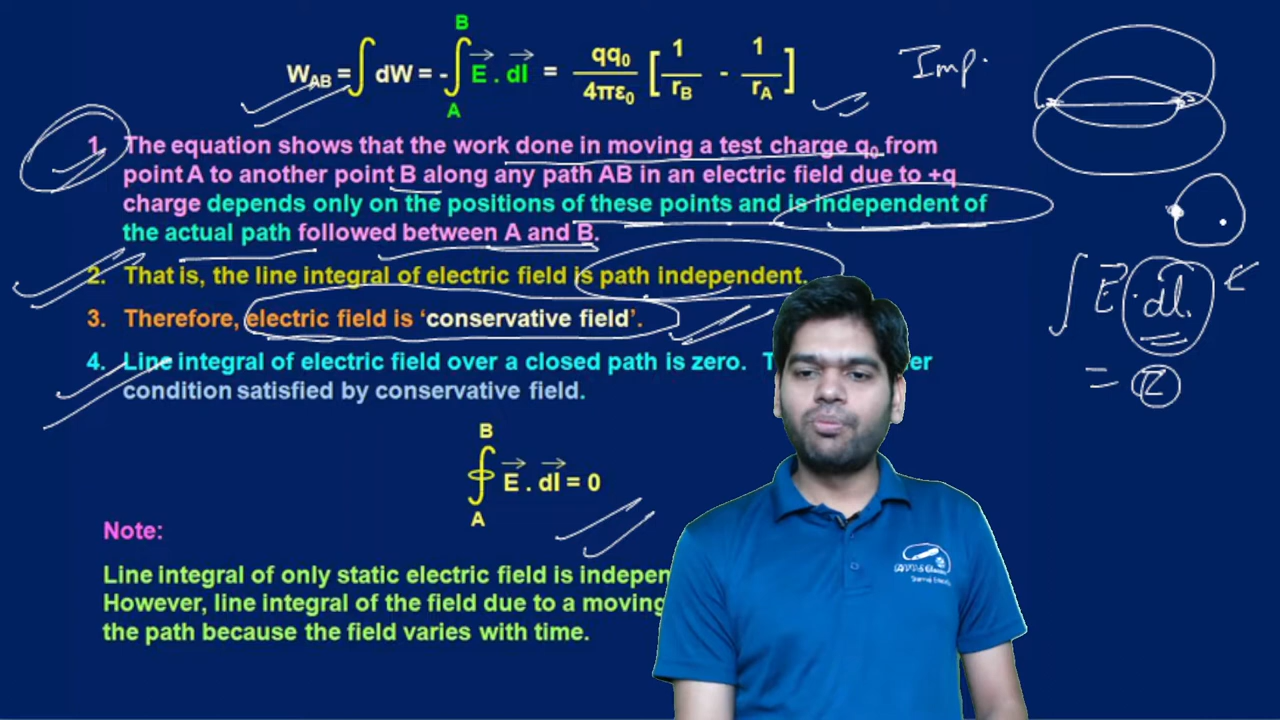 W_AB = ∫ dW = - ∫_A^B E . dl = qq₀ / 4πε₀ [ 1/r_B - 1/r_A ]
Imp.
1. The equation shows that the work done in moving a test charge q₀ from
point A to another point B along any path AB in an electric field due to +q
charge depends only on the positions of these points and is independent of
the actual path followed between A and B.
2. That is, the line integral of electric field is path independent.
3. Therefore, electric field is ‘conservative field’.
4. Line integral of electric field over a closed path is zero.
condition satisfied by conservative field.
∫ E . dl.
=
∮_A^B E . dl = 0
Note:
Line integral of only static electric field is
However, line integral of the field due to a moving
the path because the field varies with time.